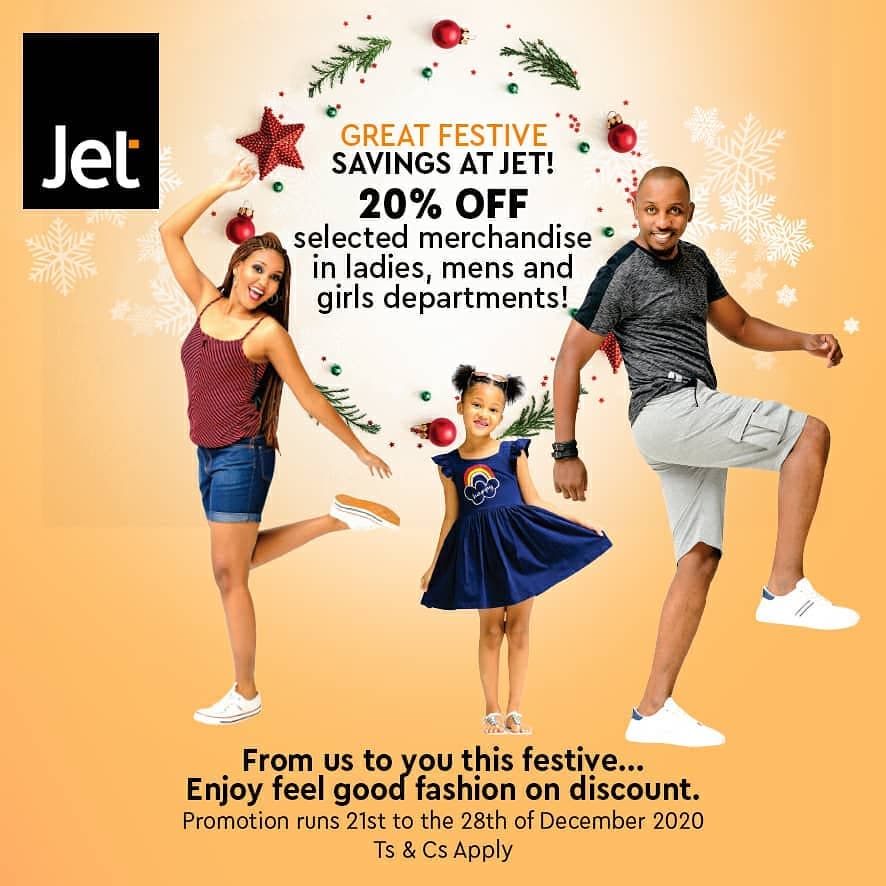 Jet
GREAT FESTIVE
SAVINGS AT JET!
20% OFF
selected merchandise
in ladies, mens and
girls departments!
happy
From us to you this festive...
Enjoy feel good fashion on discount.
Promotion runs 21st to the 28th of December 2020
Ts & Cs Apply